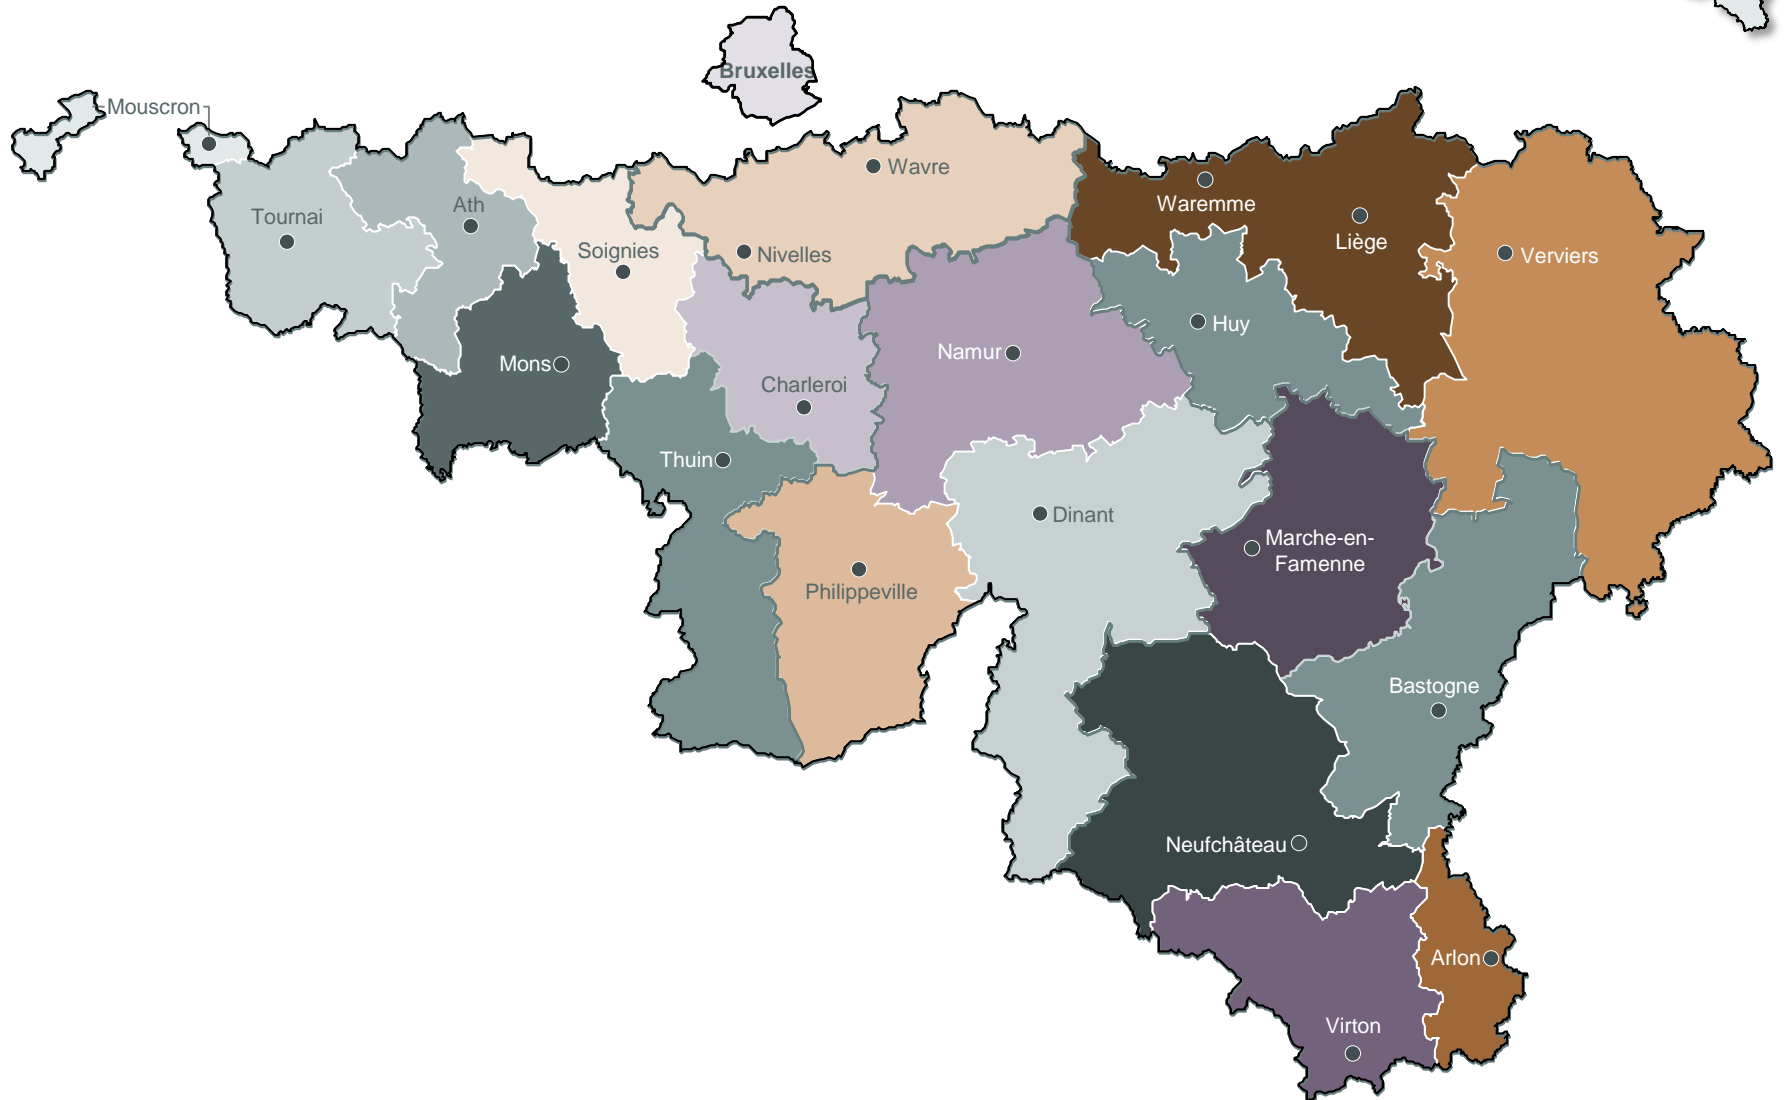 Bruxelles
Mouscron
Wavre
Waremme
Tournai
Ath
Liège
Soignies
Nivelles
Verviers
Huy
Namur
Mons
Charleroi
Thuin
Dinant
Marche-en-
Famenne
Philippeville
Bastogne
Neufchâteau
Arlon
Virton